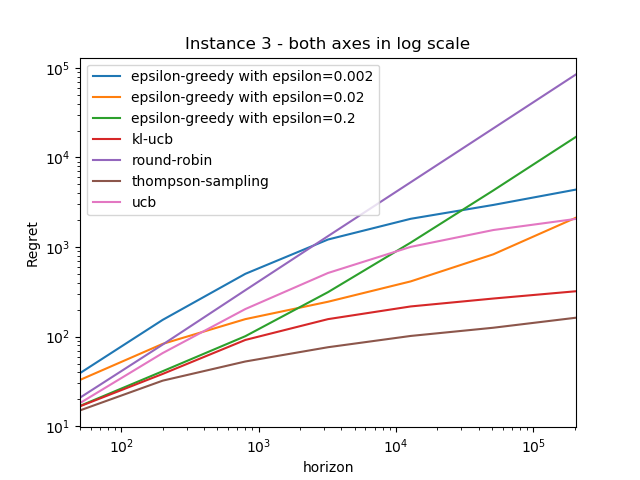 Instance 3 - both axes in log scale
10^5
10^4
10^3
10^2
10^1
Regret
epsilon-greedy with epsilon=0.002
epsilon-greedy with epsilon=0.02
epsilon-greedy with epsilon=0.2
kl-ucb
round-robin
thompson-sampling
ucb
10^2 10^3 10^4 10^5
horizon